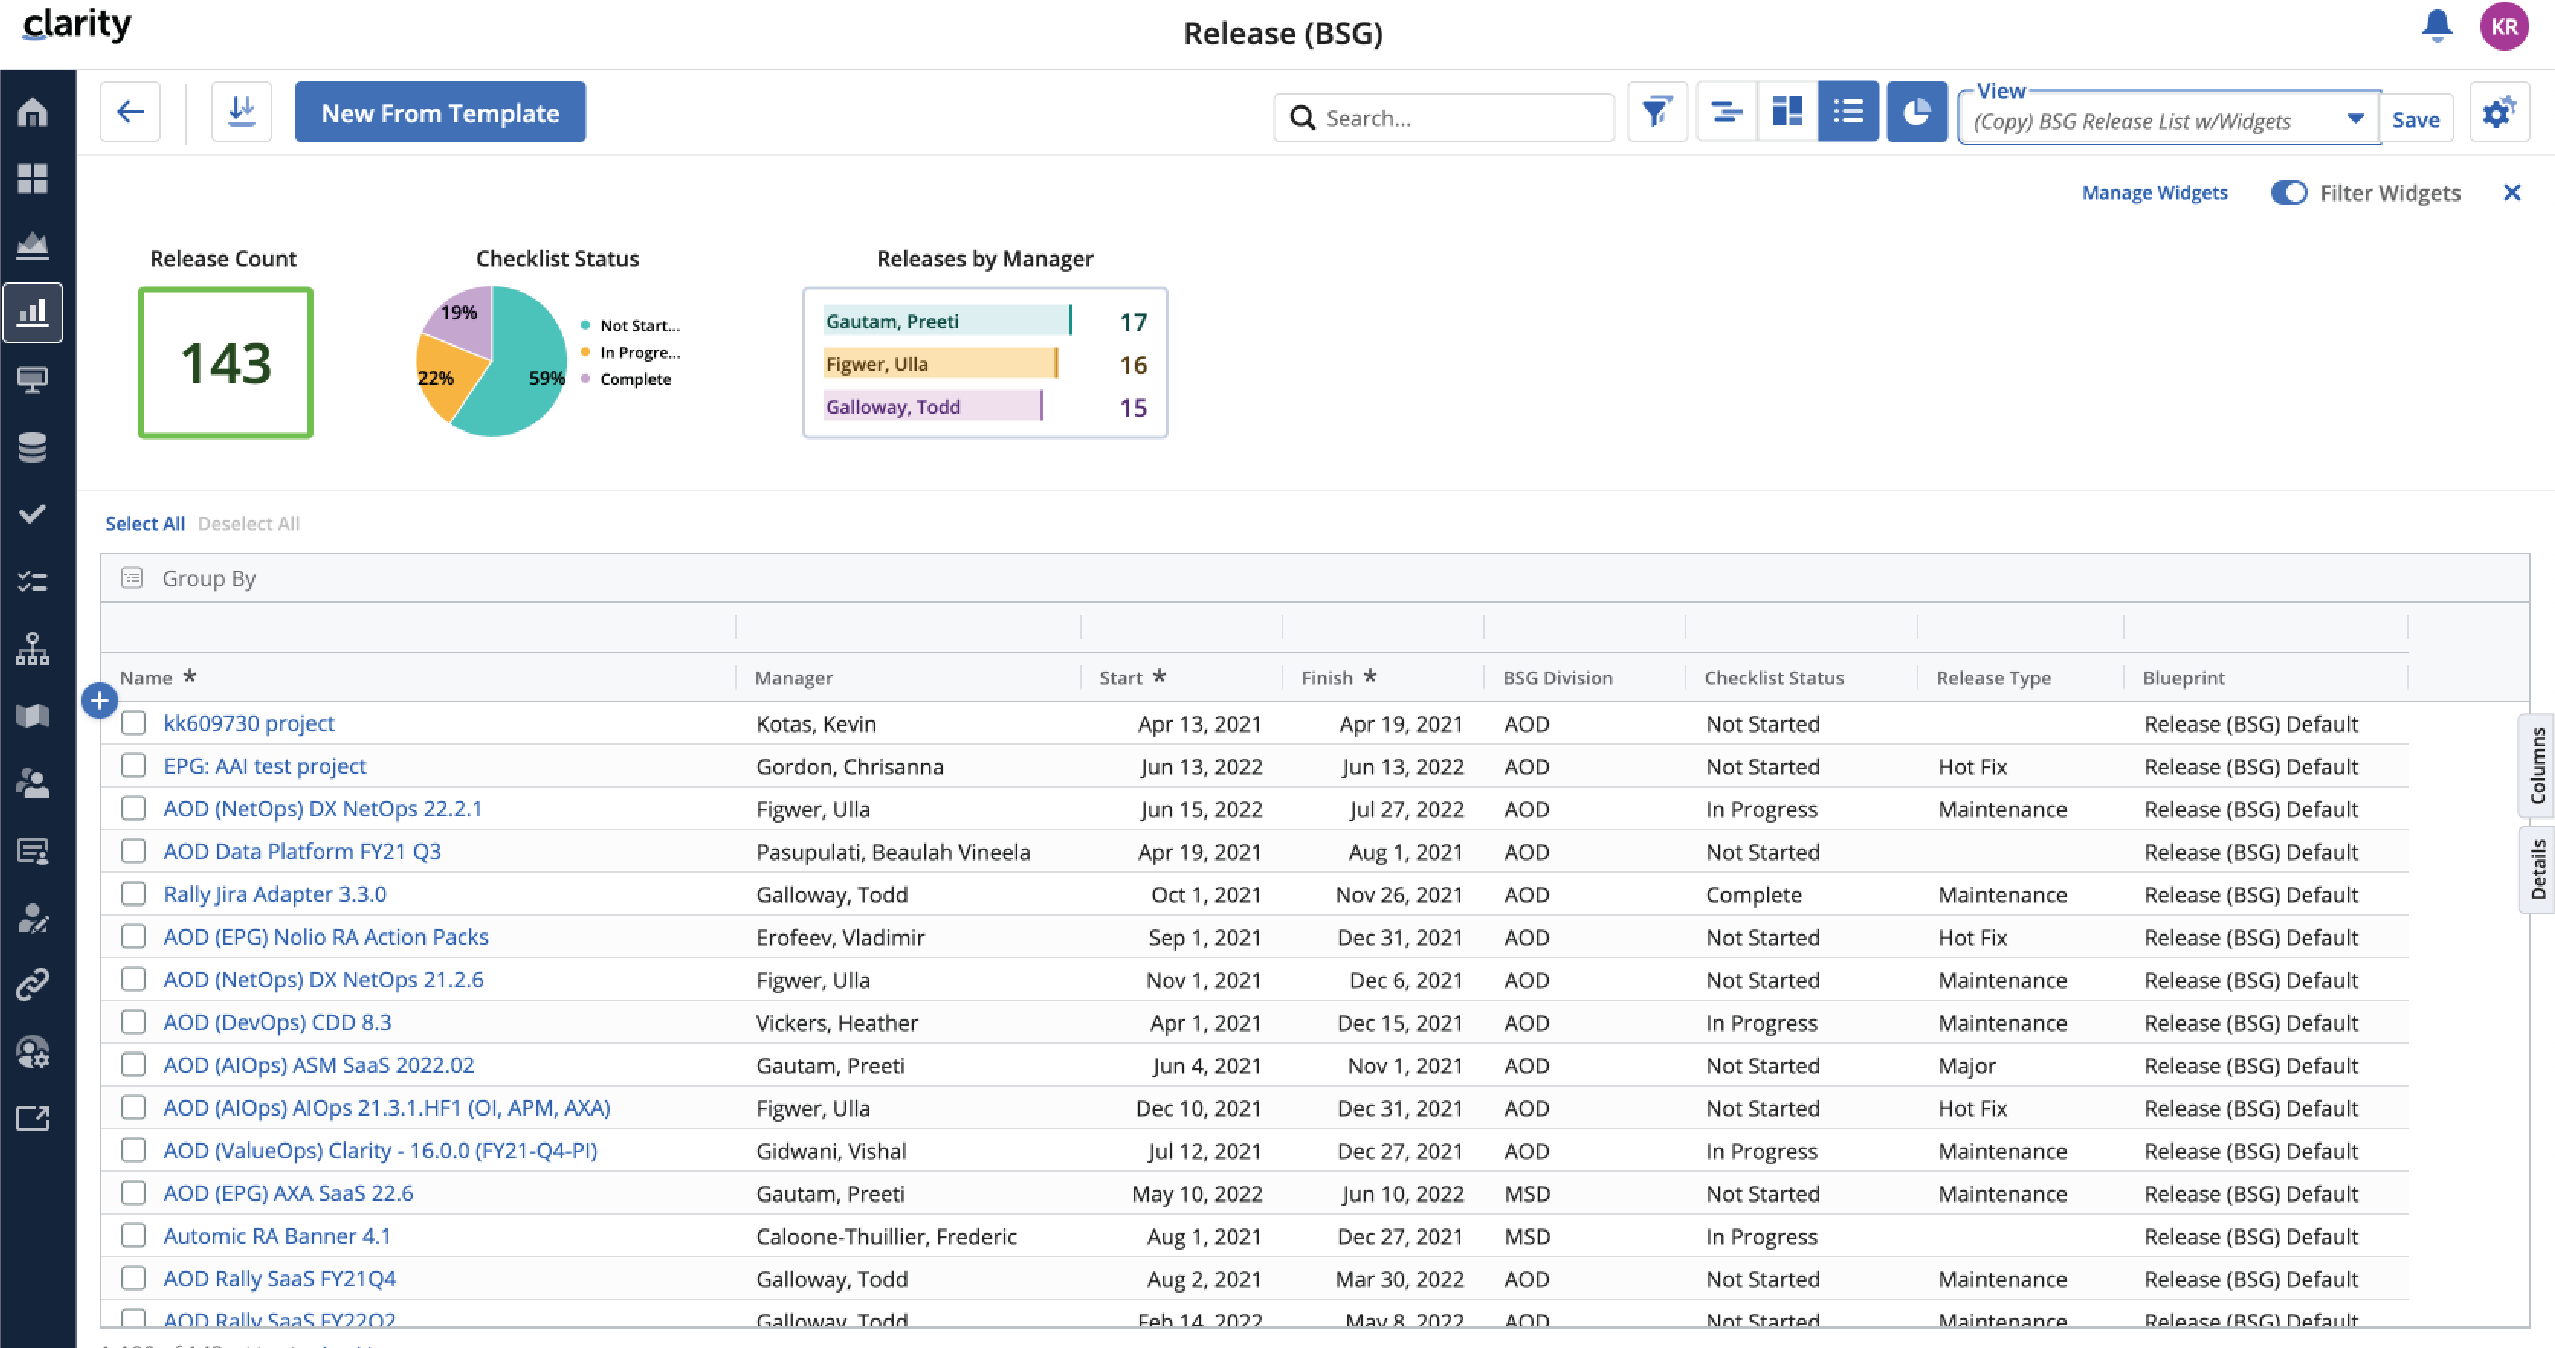 clarity
Release (BSG)
KR
New From Template
Search...
View
(Copy) BSG Release List w/Widgets
Save
Manage Widgets
Filter Widgets
Release Count
143
Checklist Status
19%
22%
59%
Not Start...
In Progre...
Complete
Releases by Manager
Gautam, Preeti 17
Figwer, Ulla 16
Galloway, Todd 15
Select All Deselect All
Group By
Name * Manager Start * Finish * BSG Division Checklist Status Release Type Blueprint
kk609730 project Kotas, Kevin Apr 13, 2021 Apr 19, 2021 AOD Not Started Release (BSG) Default
EPG: AAI test project Gordon, Chrisanna Jun 13, 2022 Jun 13, 2022 AOD Not Started Hot Fix Release (BSG) Default
AOD (NetOps) DX NetOps 22.2.1 Figwer, Ulla Jun 15, 2022 Jul 27, 2022 AOD In Progress Maintenance Release (BSG) Default
AOD Data Platform FY21 Q3 Pasupulati, Beaulah Vineela Apr 19, 2021 Aug 1, 2021 AOD Not Started Release (BSG) Default
Rally Jira Adapter 3.3.0 Galloway, Todd Oct 1, 2021 Nov 26, 2021 AOD Complete Maintenance Release (BSG) Default
AOD (EPG) Nolio RA Action Packs Erofeev, Vladimir Sep 1, 2021 Dec 31, 2021 AOD Not Started Hot Fix Release (BSG) Default
AOD (NetOps) DX NetOps 21.2.6 Figwer, Ulla Nov 1, 2021 Dec 6, 2021 AOD Not Started Maintenance Release (BSG) Default
AOD (DevOps) CDD 8.3 Vickers, Heather Apr 1, 2021 Dec 15, 2021 AOD In Progress Maintenance Release (BSG) Default
AOD (AIOps) ASM SaaS 2022.02 Gautam, Preeti Jun 4, 2021 Nov 1, 2021 AOD Not Started Major Release (BSG) Default
AOD (AIOps) AIOps 21.3.1.HF1 (OI, APM, AXA) Figwer, Ulla Dec 10, 2021 Dec 31, 2021 AOD Not Started Hot Fix Release (BSG) Default
AOD (ValueOps) Clarity - 16.0.0 (FY21-Q4-PI) Gidwani, Vishal Jul 12, 2021 Dec 27, 2021 AOD In Progress Maintenance Release (BSG) Default
AOD (EPG) AXA SaaS 22.6 Gautam, Preeti May 10, 2022 Jun 10, 2022 MSD Not Started Maintenance Release (BSG) Default
Automic RA Banner 4.1 Caloone-Thuillier, Frederic Aug 1, 2021 Dec 27, 2021 MSD In Progress Release (BSG) Default
AOD Rally SaaS FY21Q4 Galloway, Todd Aug 2, 2021 Mar 30, 2022 AOD Not Started Maintenance Release (BSG) Default
AOD Rally SaaS FY22Q2 Galloway, Todd Feb 14, 2022 May 8, 2022 AOD Not Started Maintenance Release (BSG) Default
Columns
Details